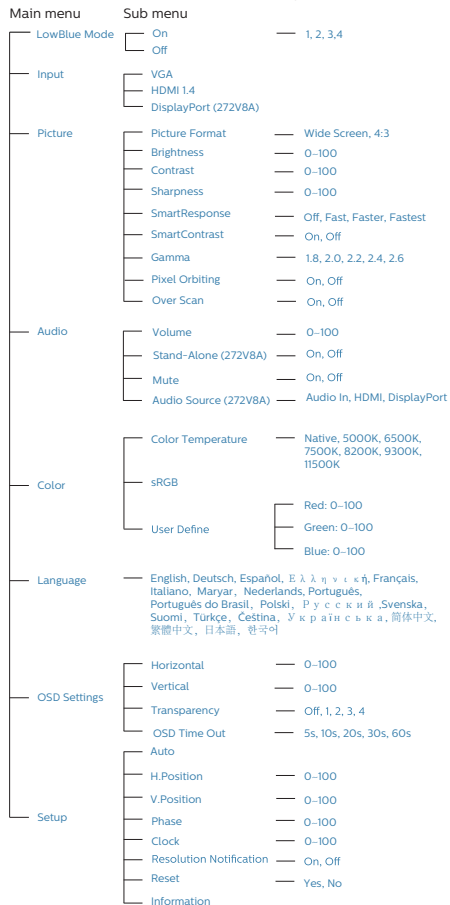 Main menu Sub menu
LowBlue Mode On 1, 2, 3,4
Off
Input VGA
HDMI 1.4
DisplayPort (272V8A)
Picture Picture Format Wide Screen, 4:3
Brightness 0-100
Contrast 0-100
Sharpness 0-100
SmartResponse Off, Fast, Faster, Fastest
SmartContrast On, Off
Gamma 1.8, 2.0, 2.2, 2.4, 2.6
Pixel Orbiting On, Off
Over Scan On, Off
Audio Volume 0-100
Stand-Alone (272V8A) On, Off
Mute On, Off
Audio Source (272V8A) Audio In, HDMI, DisplayPort
Color Color Temperature Native, 5000K, 6500K,
7500K, 8200K, 9300K,
11500K
sRGB
User Define Red: 0-100
Green: 0-100
Blue: 0-100
Language English, Deutsch, Español, Ελληνική, Français,
Italiano, Maryar, Nederlands, Português,
Português do Brasil, Polski, Русский ,Svenska,
Suomi, Türkçe, Čeština, Українська, 简体中文,
繁體中文, 日本語, 한국어
OSD Settings Horizontal 0-100
Vertical 0-100
Transparency Off, 1, 2, 3, 4
OSD Time Out 5s, 10s, 20s, 30s, 60s
Setup Auto
H.Position 0-100
V.Position 0-100
Phase 0-100
Clock 0-100
Resolution Notification On, Off
Reset Yes, No
Information